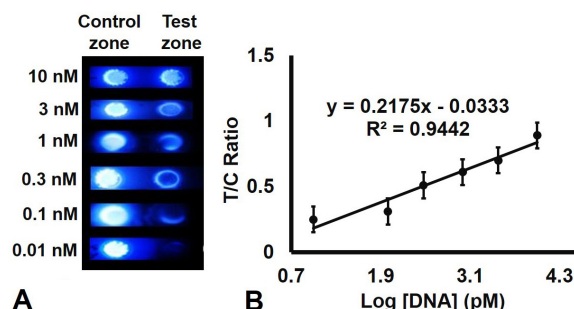 Control zone
Test zone
10 nM
3 nM
1 nM
0.3 nM
0.1 nM
0.01 nM
A
1.5
1
0.5
0
T/C Ratio
y = 0.2175x - 0.0333
R² = 0.9442
0.7 1.9 3.1 4.3
Log [DNA] (pM)
B